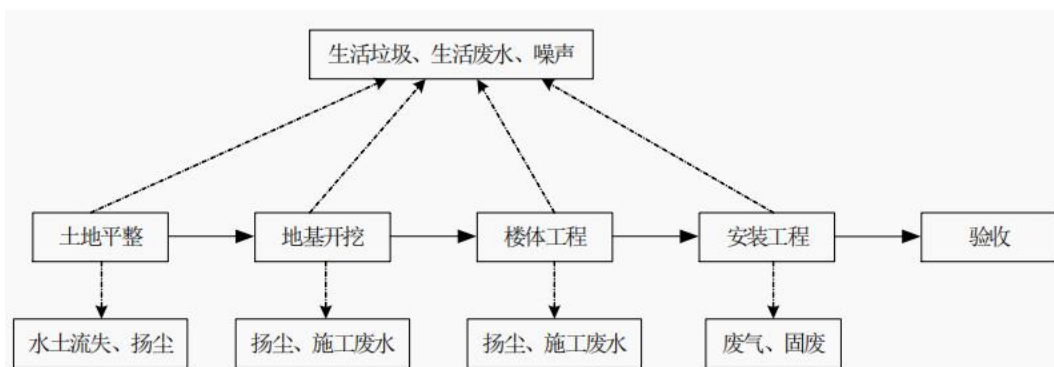 生活垃圾、生活废水、噪声
土地平整
地基开挖
楼体工程
安装工程
验收
水土流失、扬尘
扬尘、施工废水
扬尘、施工废水
废气、固废